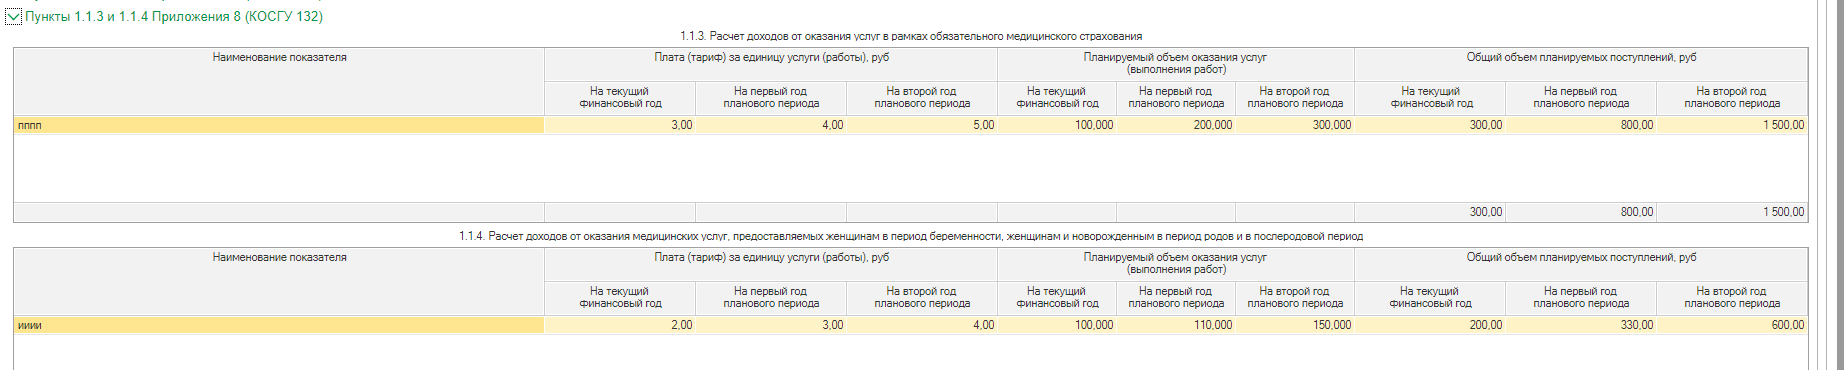 Пункты 1.1.3 и 1.1.4 Приложения 8 (КОСГУ 132)
1.1.3. Расчет доходов от оказания услуг в рамках обязательного медицинского страхования
Наименование показателя
Плата (тариф) за единицу услуги (работы), руб
Планируемый объем оказания услуг
(выполнения работ)
Общий объем планируемых поступлений, руб
На текущий
финансовый год
На первый год
планового периода
На второй год
планового периода
На текущий
финансовый год
На первый год
планового периода
На второй год
планового периода
На текущий
финансовый год
На первый год
планового периода
На второй год
планового периода
пппп 3,00 4,00 5,00 100,000 200,000 300,000 300,00 800,00 1 500,00
300,00 800,00 1 500,00
1.1.4. Расчет доходов от оказания медицинских услуг, предоставляемых женщинам в период беременности, женщинам и новорожденным в период родов и в послеродовой период
Наименование показателя
Плата (тариф) за единицу услуги (работы), руб
Планируемый объем оказания услуг
(выполнения работ)
Общий объем планируемых поступлений, руб
На текущий
финансовый год
На первый год
планового периода
На второй год
планового периода
На текущий
финансовый год
На первый год
планового периода
На второй год
планового периода
На текущий
финансовый год
На первый год
планового периода
На второй год
планового периода
ииии 2,00 3,00 4,00 100,000 110,000 150,000 200,00 330,00 600,00